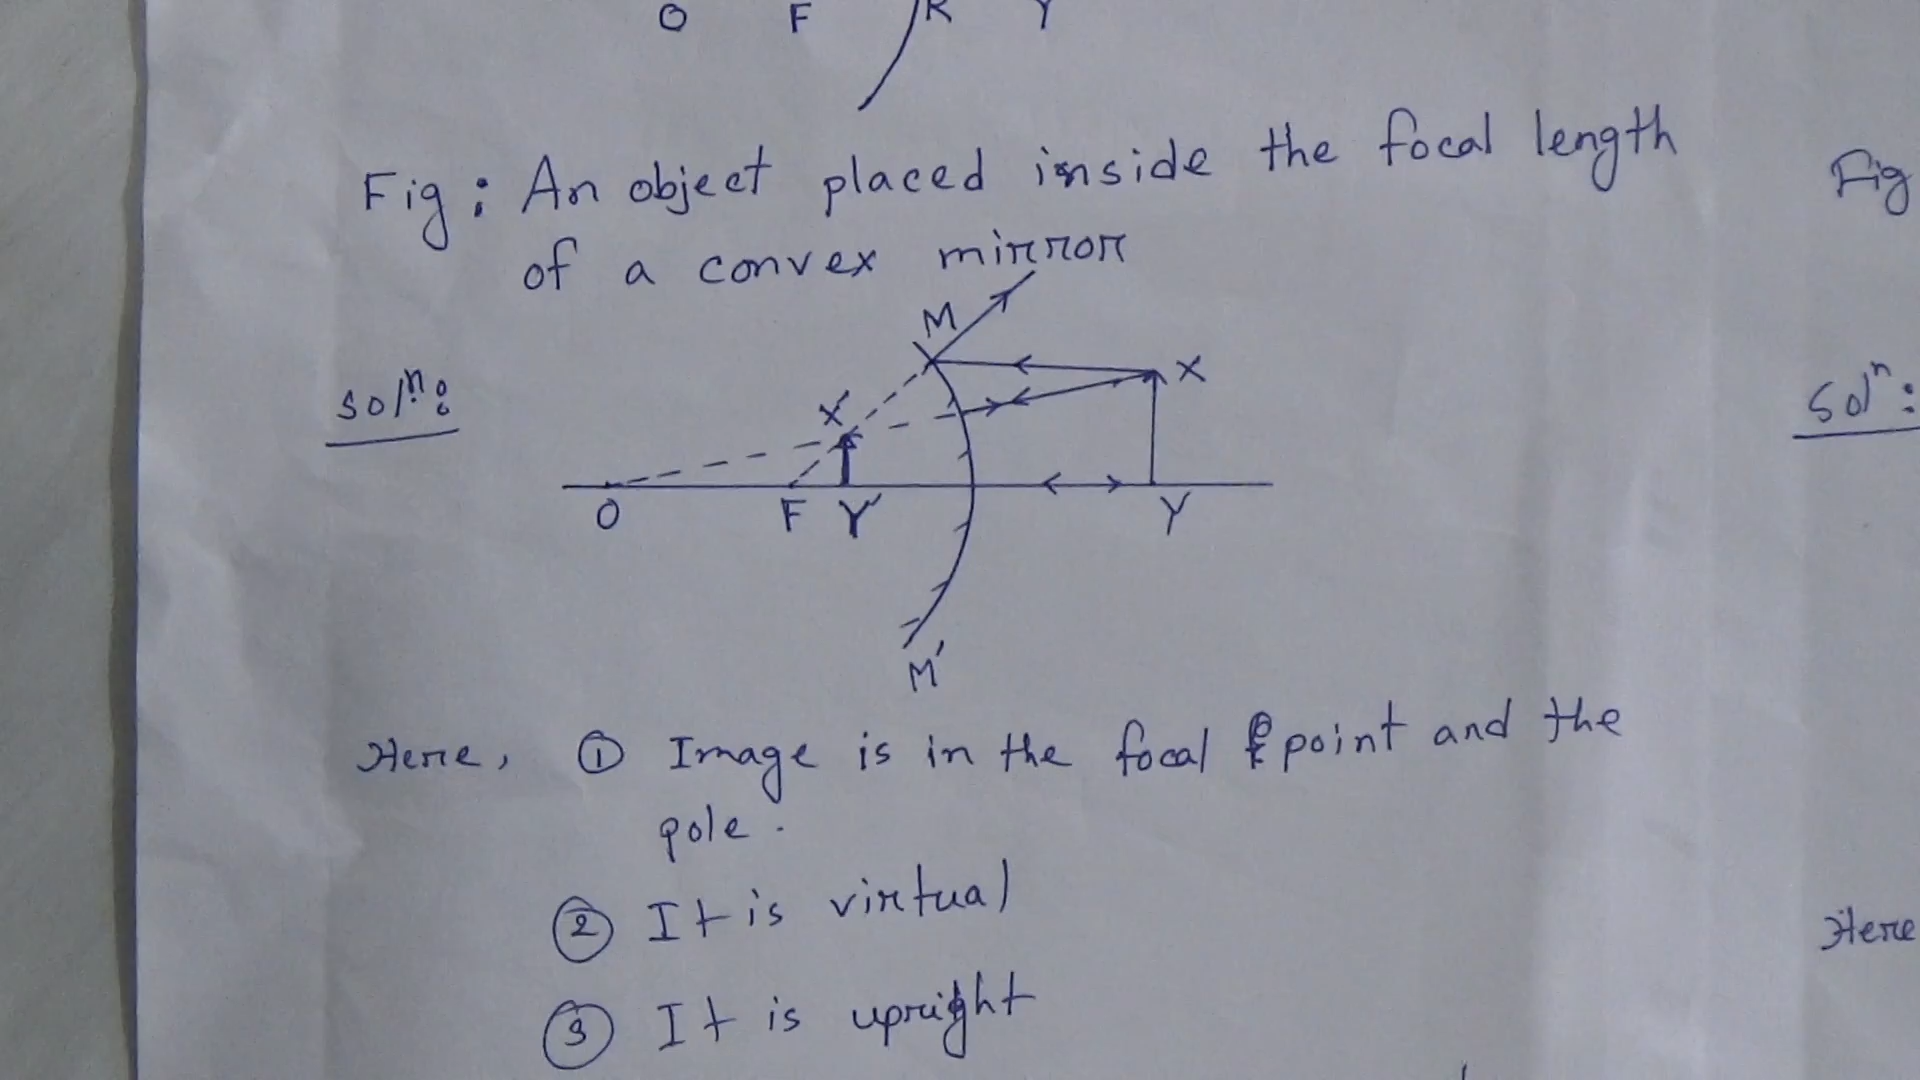 O F R Y
Fig: An object placed inside the focal length
of a convex mirror
Fig
M
X
X'
solⁿ:
Solⁿ:
O F Y' Y
M'
Here, ① Image is in the focal point and the
pole.
② It is virtual
Here
③ It is upright